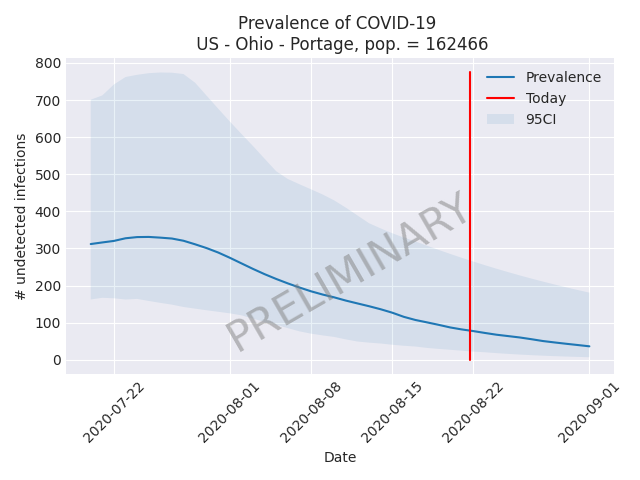 Prevalence of COVID-19
US - Ohio - Portage, pop. = 162466
800
700
600
500
400
300
200
100
0
# undetected infections
Prevalence
Today
95CI
PRELIMINARY
2020-07-22
2020-08-01
2020-08-08
2020-08-15
2020-08-22
2020-09-01
Date